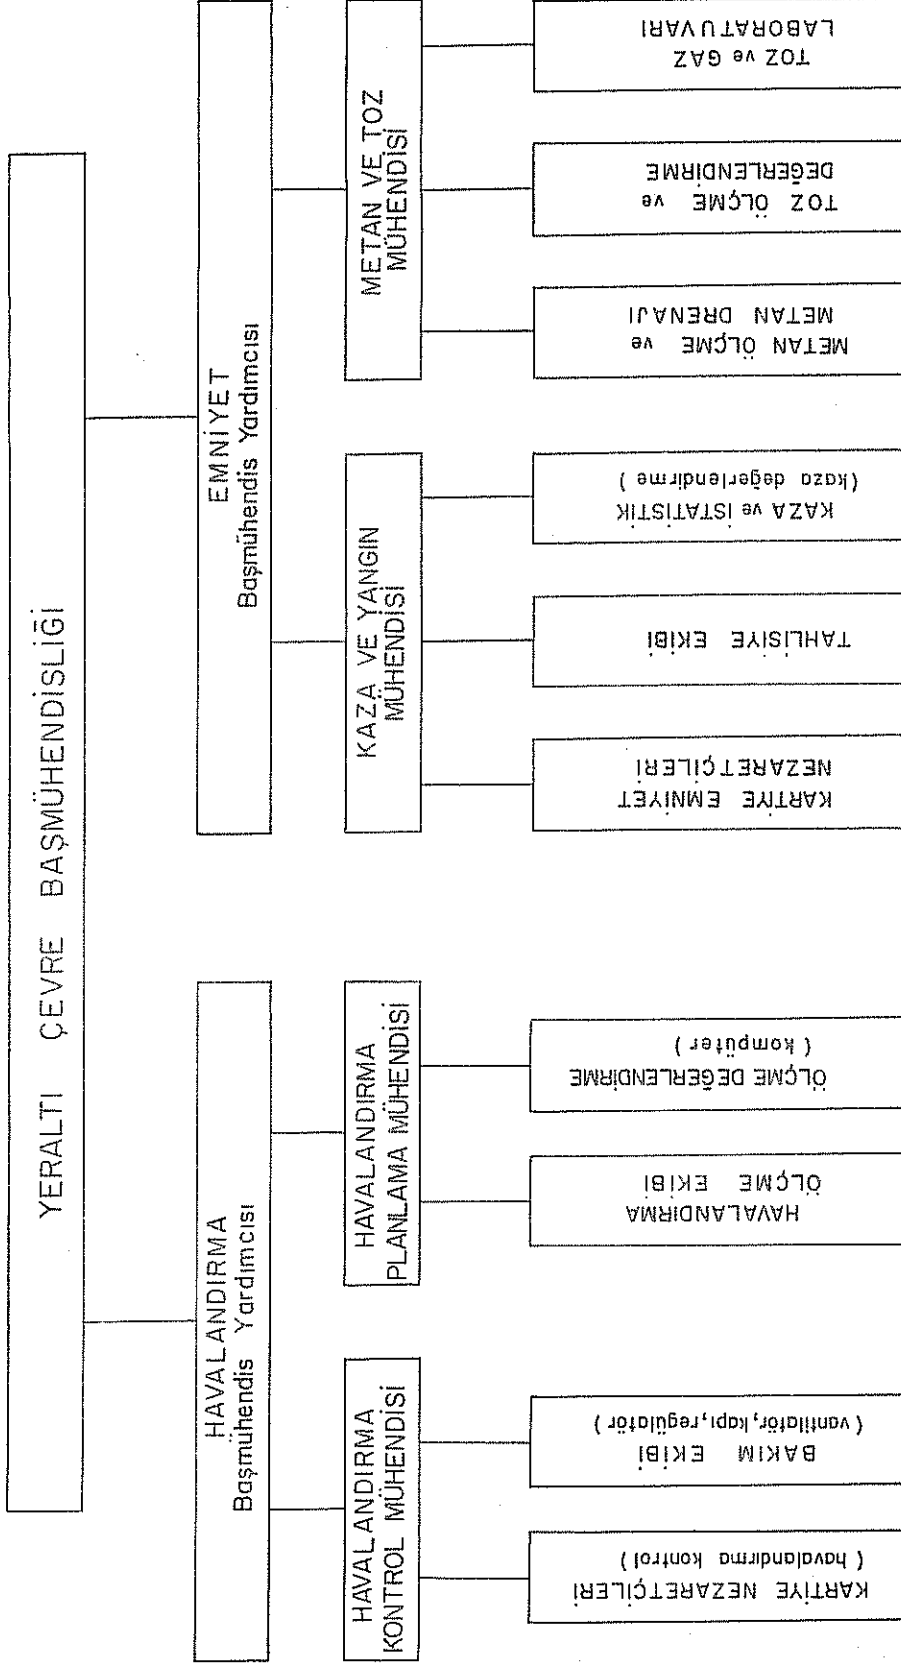 YERALTI ÇEVRE BAŞMÜHENDİSLİĞİ
HAVALANDIRMA
Başmühendis Yardımcısı
EMNİYET
Başmühendis Yardımcısı
HAVALANDIRMA
KONTROL MÜHENDİSİ
HAVALANDIRMA
PLANLAMA MÜHENDİSİ
KAZA VE YANGIN
MÜHENDİSİ
METAN VE TOZ
MÜHENDİSİ
KARTİYE NEZARETÇİLERİ
(havalandırma kontrol)
BAKIM EKİBİ
(vantilatör,kapı,regülatör)
HAVALANDIRMA
ÖLÇME EKİBİ
ÖLÇME DEĞERLENDİRME
(kompüter)
KARTİYE EMNİYET
NEZARETÇİLERİ
TAHLİSİYE EKİBİ
KAZA ve İSTATİSTİK
(kaza değerlendirme)
METAN ÖLÇME ve
METAN DRENAJI
TOZ ÖLÇME ve
DEĞERLENDİRME
TOZ ve GAZ
LABORATUVARI